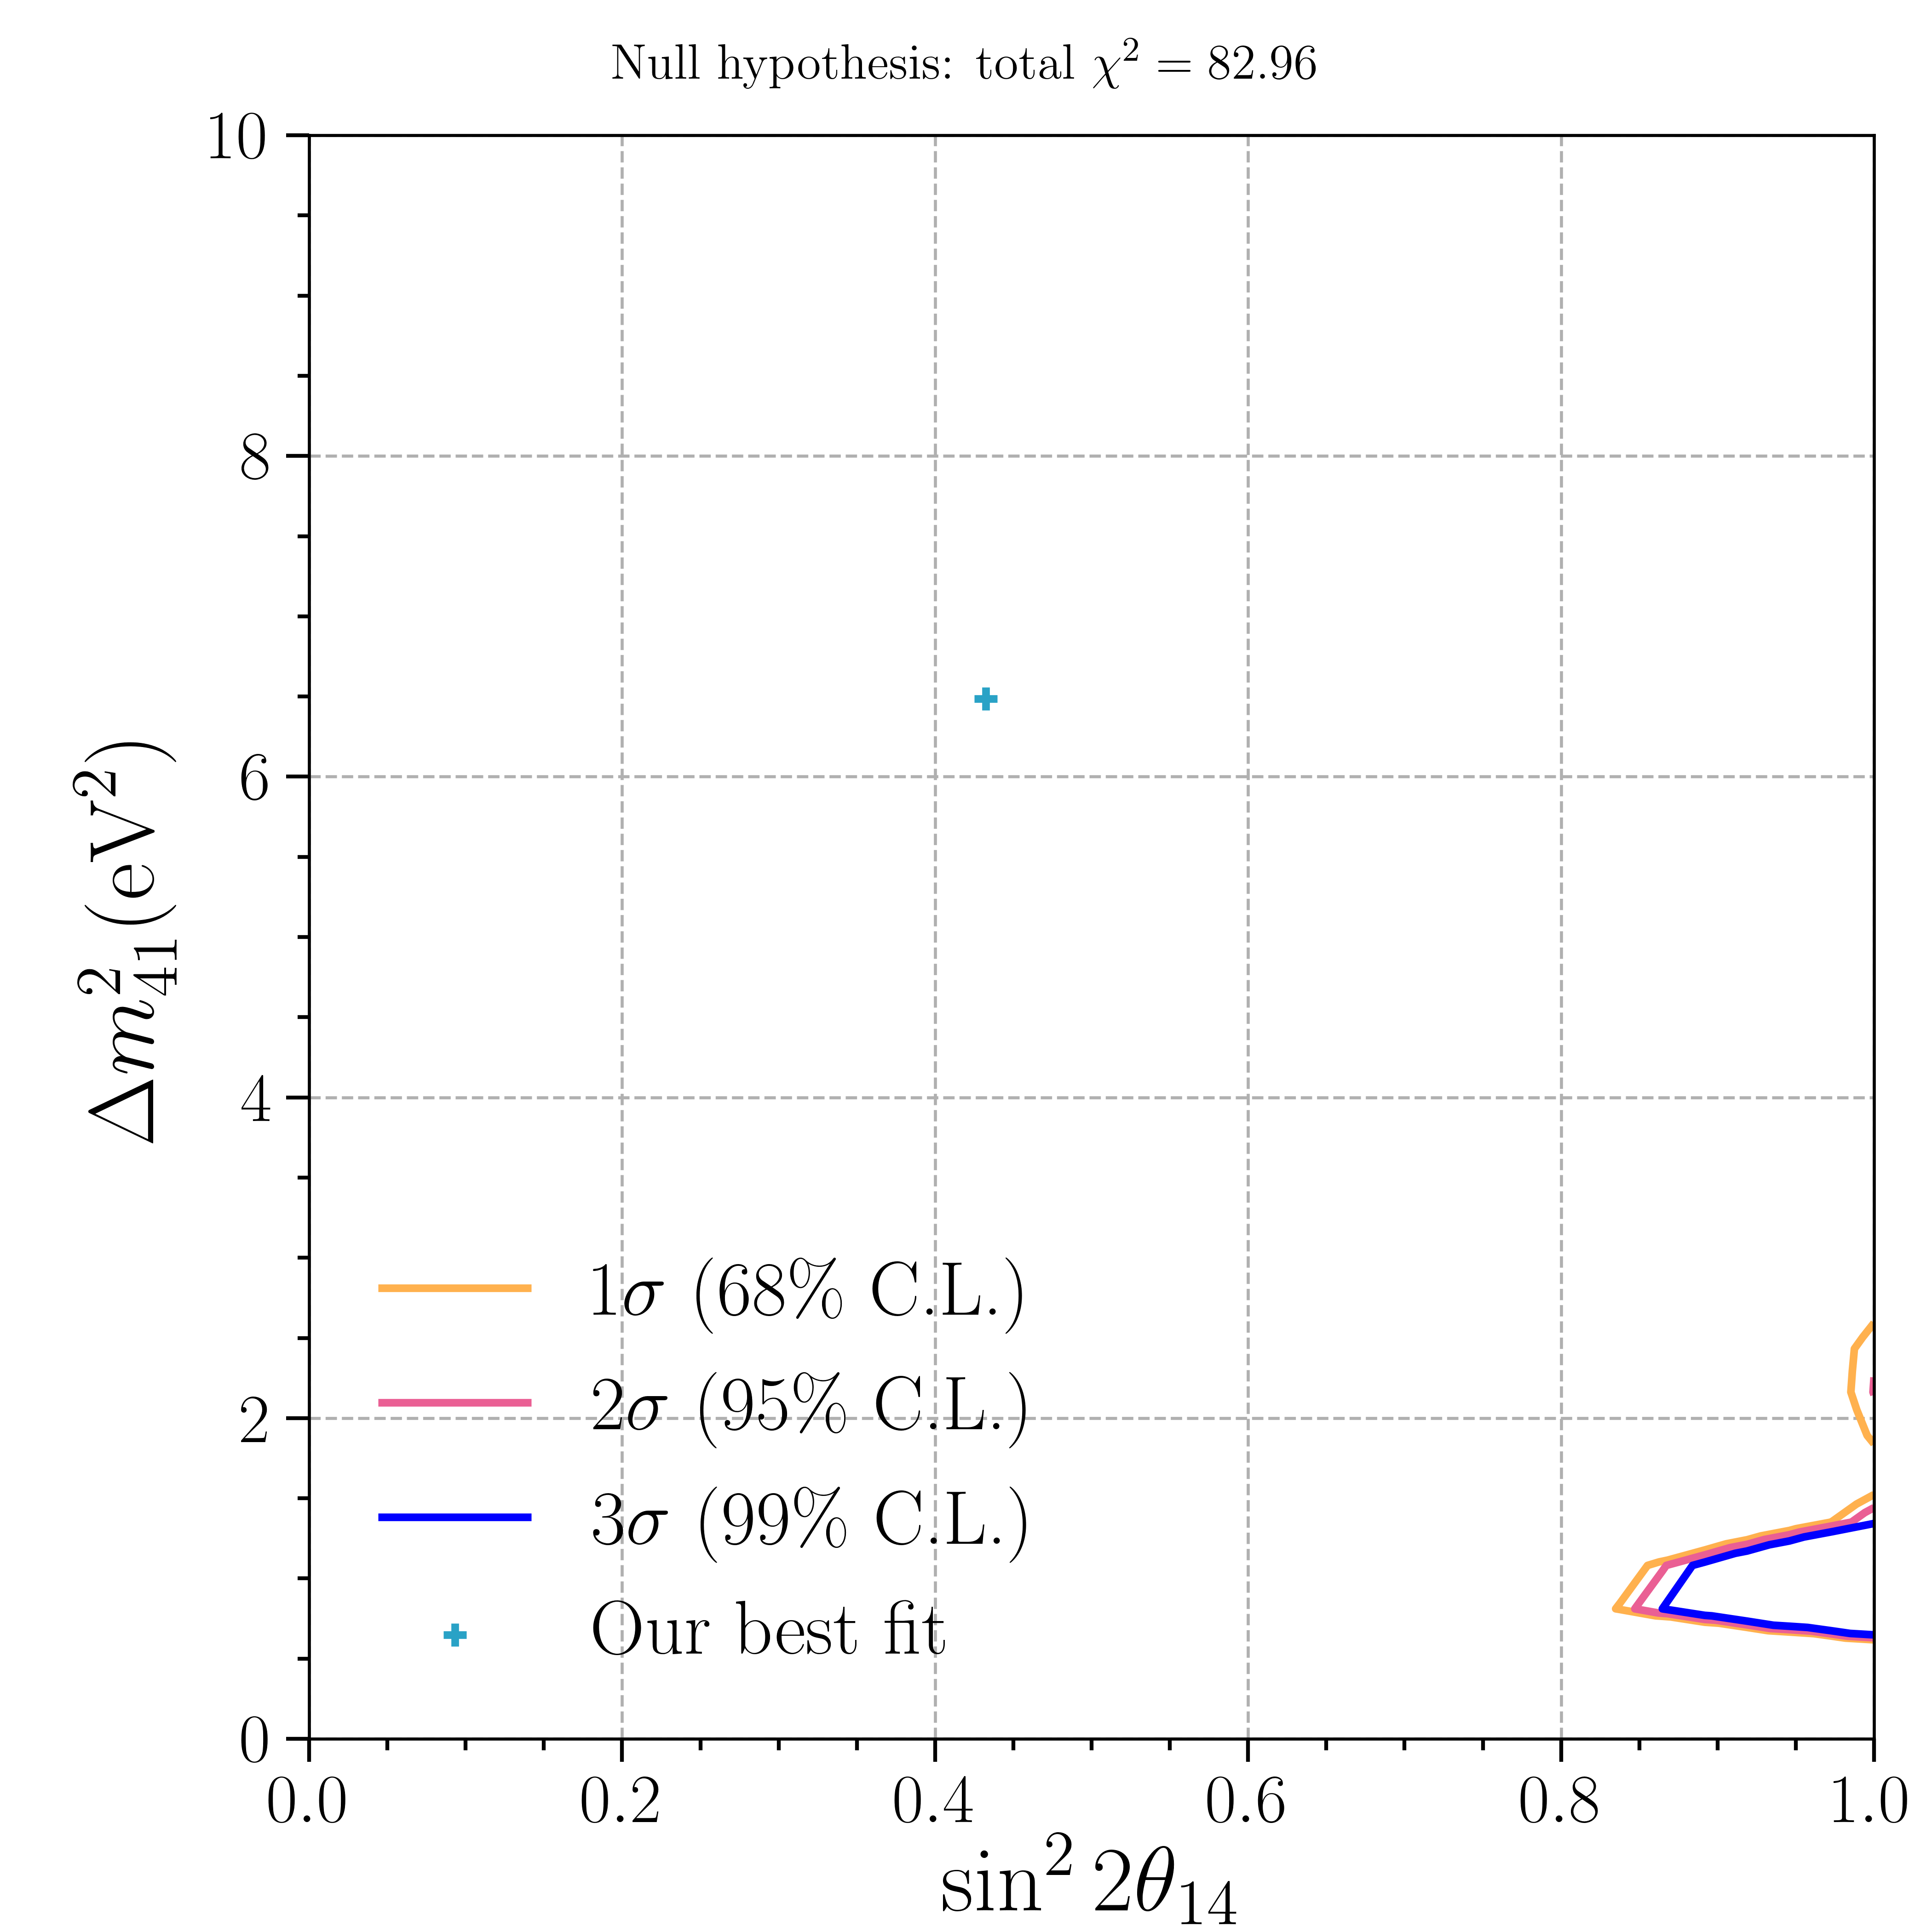 Null hypothesis: total χ² = 82.96
10
8
6
4
2
0
Δm²₄₁(eV²)
1σ (68% C.L.)
2σ (95% C.L.)
3σ (99% C.L.)
Our best fit
0.0 0.2 0.4 0.6 0.8 1.0
sin² 2θ₁₄